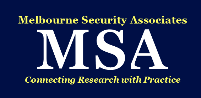 Melbourne Security Associates
MSA
Connecting Research with Practice